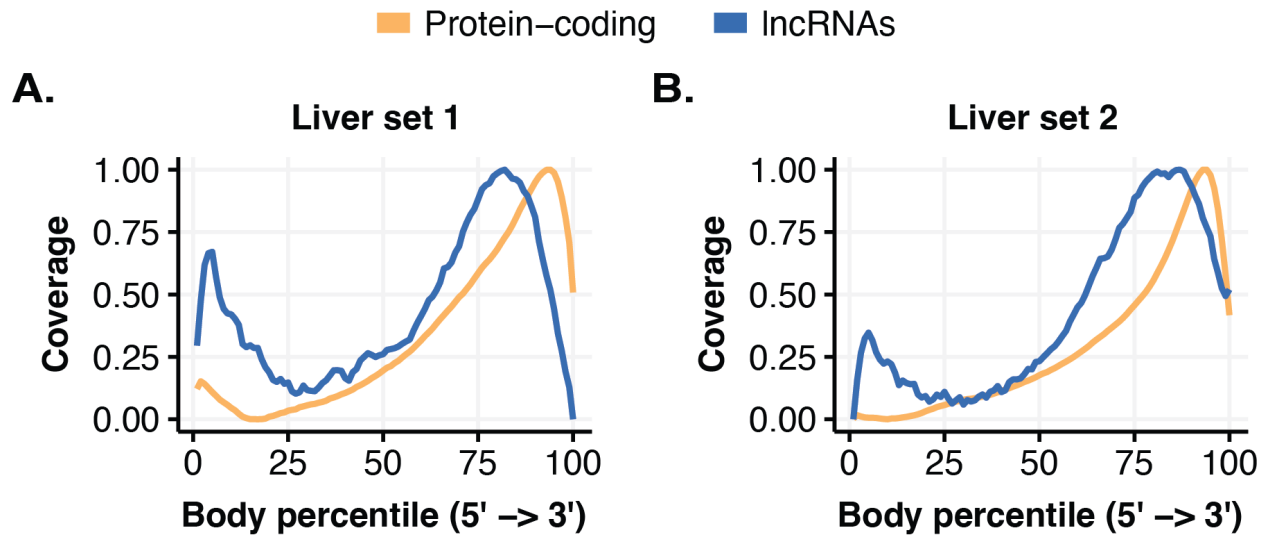 Protein−coding lncRNAs
A. B.
Liver set 1 Liver set 2
1.00 1.00
0.75 0.75
0.50 0.50
0.25 0.25
0.00 0.00
Coverage Coverage
0 25 50 75 100 0 25 50 75 100
Body percentile (5' −> 3') Body percentile (5' −> 3')